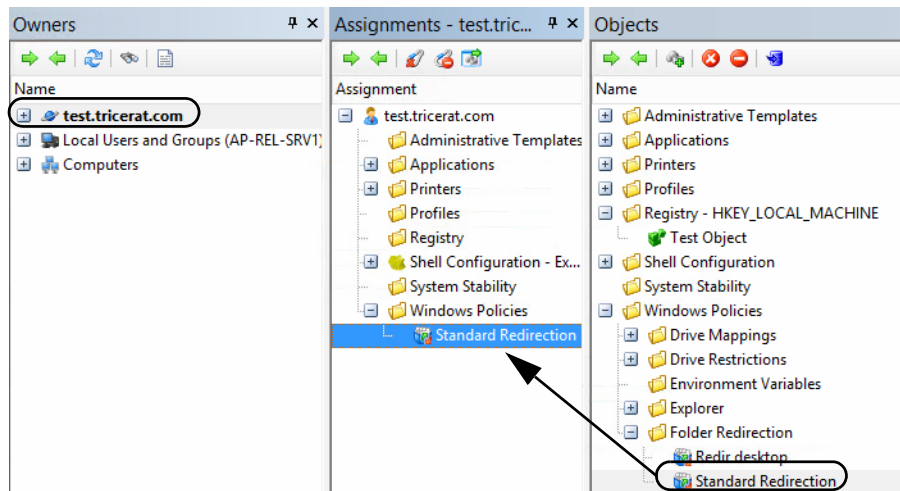 Owners
Name
test.tricerat.com
Local Users and Groups (AP-REL-SRV1)
Computers
Assignments - test.tric...
Assignment
test.tricerat.com
Administrative Templates
Applications
Printers
Profiles
Registry
Shell Configuration - Ex...
System Stability
Windows Policies
Standard Redirection
Objects
Name
Administrative Templates
Applications
Printers
Profiles
Registry - HKEY_LOCAL_MACHINE
Test Object
Shell Configuration
System Stability
Windows Policies
Drive Mappings
Drive Restrictions
Environment Variables
Explorer
Folder Redirection
Redir desktop
Standard Redirection